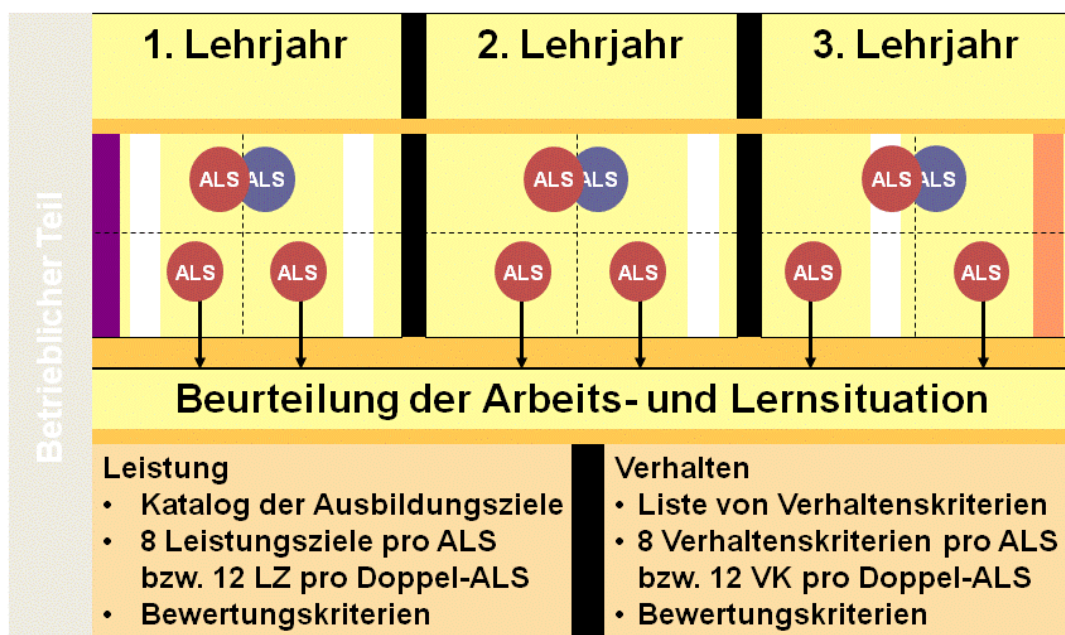 Betrieblicher Teil
1. Lehrjahr
2. Lehrjahr
3. Lehrjahr
ALS
ALS
ALS
ALS
ALS
ALS
ALS
ALS
ALS
ALS
ALS
ALS
Beurteilung der Arbeits- und Lernsituation
Leistung
• Katalog der Ausbildungsziele
• 8 Leistungsziele pro ALS
bzw. 12 LZ pro Doppel-ALS
• Bewertungskriterien
Verhalten
• Liste von Verhaltenskriterien
• 8 Verhaltenskriterien pro ALS
bzw. 12 VK pro Doppel-ALS
• Bewertungskriterien